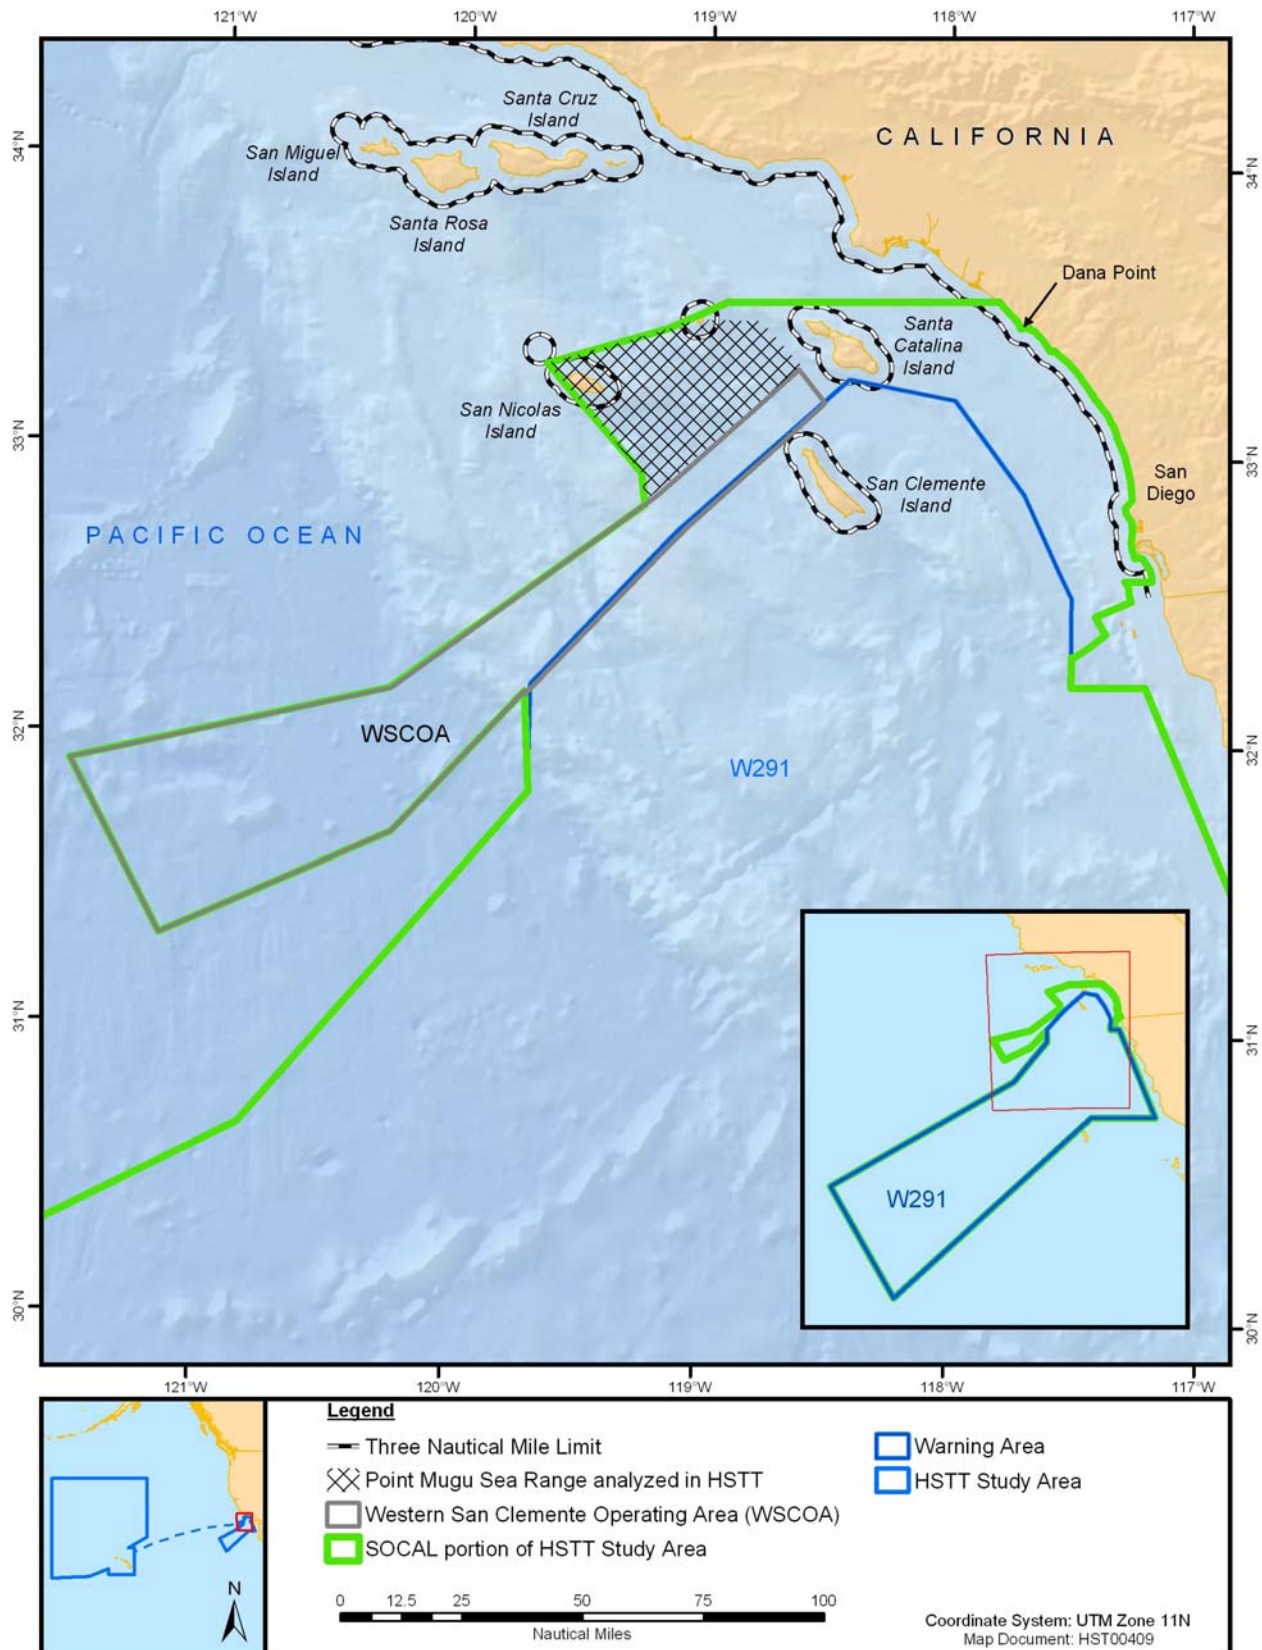 121°W 120°W 119°W 118°W 117°W
34°N
34°N
CALIFORNIA
Santa Cruz
Island
San Miguel
Island
Santa Rosa
Island
Dana Point
Santa
Catalina
Island
San Nicolas
Island
33°N
33°N
San Clemente
Island
San
Diego
PACIFIC OCEAN
WSCOA
W291
32°N
32°N
31°N
31°N
W291
30°N
30°N
121°W 120°W 119°W 118°W 117°W
Legend
Three Nautical Mile Limit
Point Mugu Sea Range analyzed in HSTT
Western San Clemente Operating Area (WSCOA)
SOCAL portion of HSTT Study Area
Warning Area
HSTT Study Area
N
0 12.5 25 50 75 100
Nautical Miles
Coordinate System: UTM Zone 11N
Map Document: HST00409